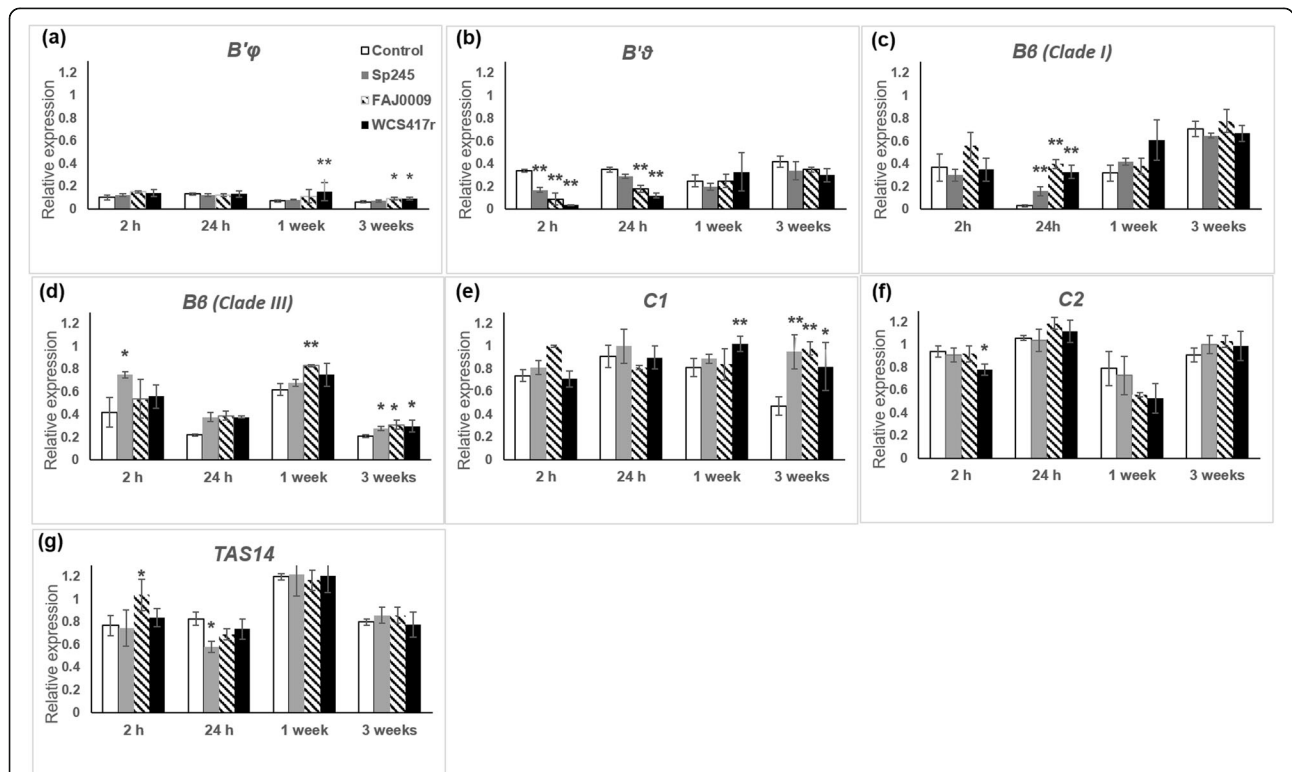 (a)
B'φ
Relative expression
1.2
1
0.8
0.6
0.4
0.2
0
Control
Sp245
FAJ0009
WCS417r
**
* *
2 h 24 h 1 week 3 weeks
(b)
B'ϑ
Relative expression
1.2
1
0.8
0.6
0.4
0.2
0
** ** **
** **
2 h 24 h 1 week 3 weeks
(c)
B6 (Clade I)
Relative expression
1.2
1
0.8
0.6
0.4
0.2
0
** ** **
2h 24h 1 week 3 weeks
(d)
B6 (Clade III)
Relative expression
1.2
1
0.8
0.6
0.4
0.2
0
*
**
* * *
2 h 24 h 1 week 3 weeks
(e)
C1
Relative expression
1.2
1
0.8
0.6
0.4
0.2
0
**
** ** *
2 h 24 h 1 week 3 weeks
(f)
C2
Relative expression
1.2
1
0.8
0.6
0.4
0.2
0
*
2 h 24 h 1 week 3 weeks
(g)
TAS14
Relative expression
1.2
1
0.8
0.6
0.4
0.2
0
*
*
2 h 24 h 1 week 3 weeks